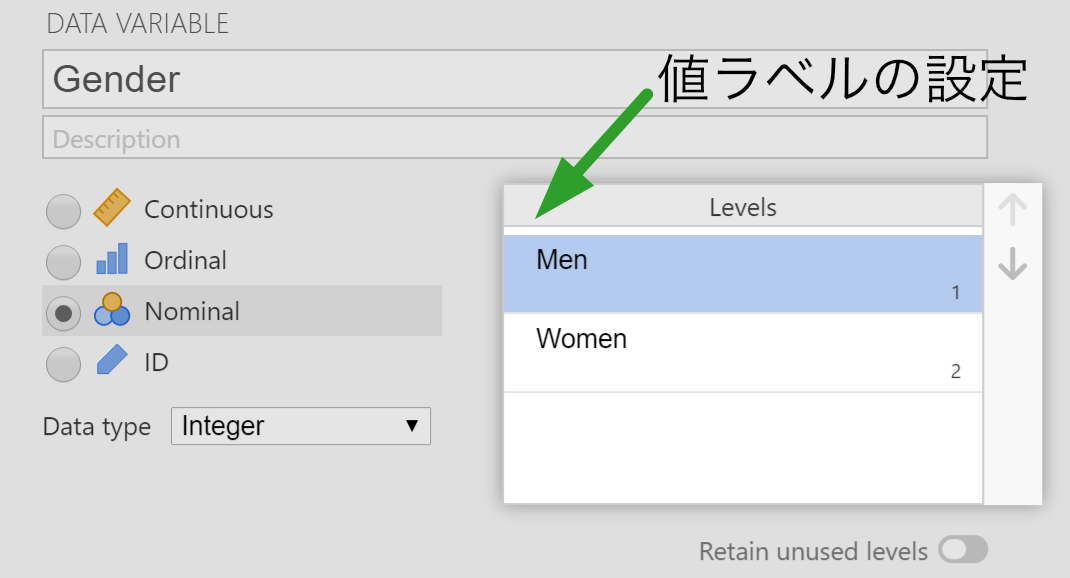 DATA VARIABLE
Gender
値ラベルの設定
Description
Continuous
Ordinal
Nominal
ID
Data type
Integer
Levels
Men
1
Women
2
Retain unused levels